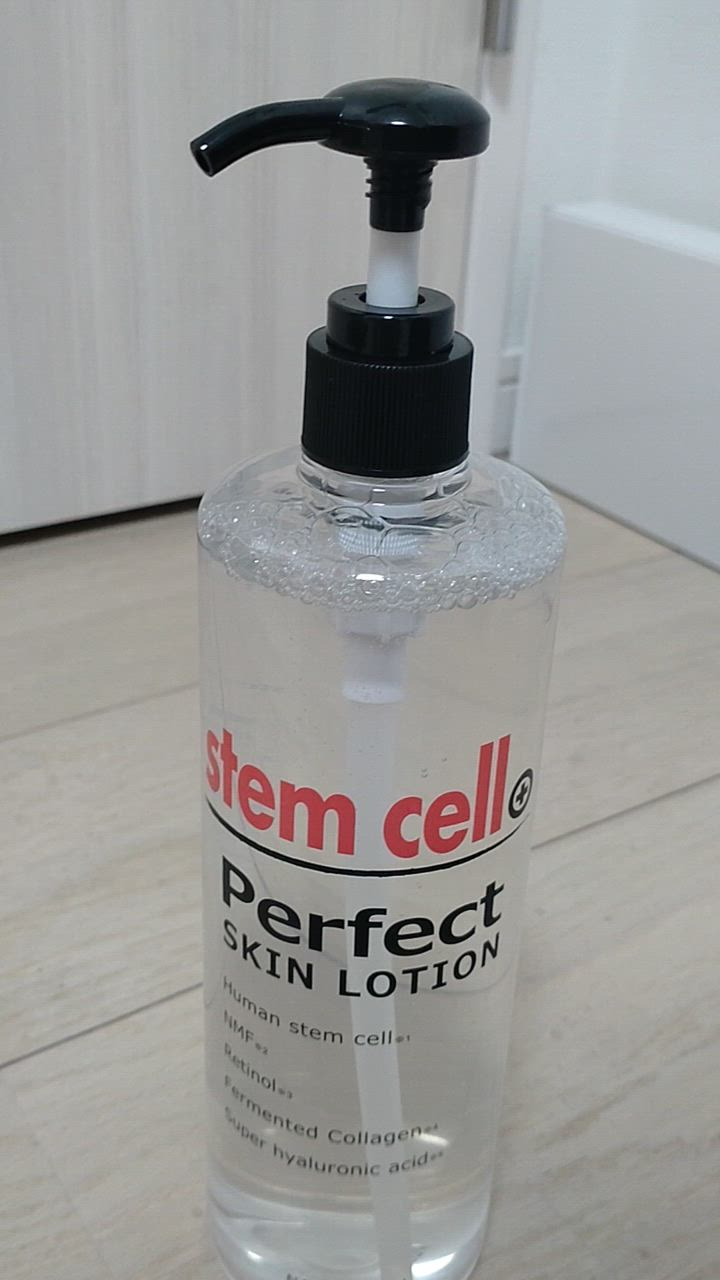 stem cell
Perfect
SKIN LOTION
Human stem cell※1
NMF※2
Retinol※3
Fermented Collagen※4
Super hyaluronic acid※5